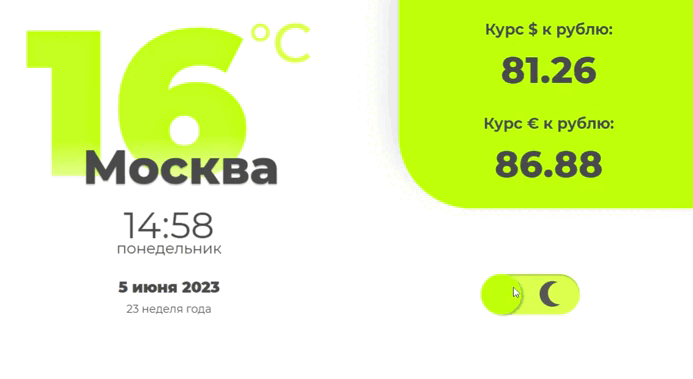 16°C
Москва
14:58
понедельник
5 июня 2023
23 неделя года
Курс $ к рублю:
81.26
Курс € к рублю:
86.88